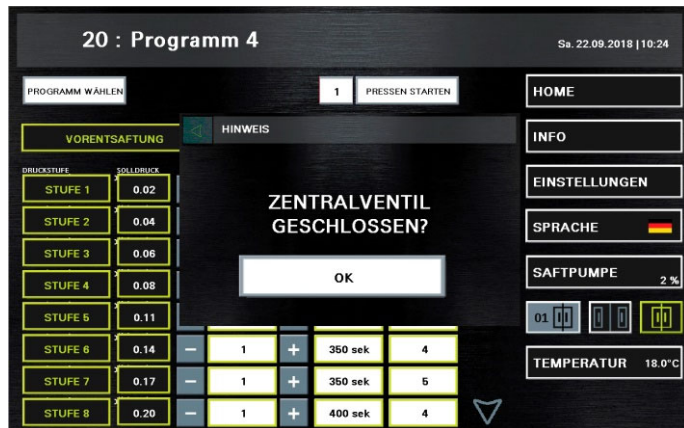 20 : Programm 4
Sa. 22.09.2018 | 10:24
PROGRAMM WÄHLEN
1 PRESSEN STARTEN
HOME
VORENTSAFTUNG
HINWEIS
INFO
DRUCKSTUFE SOLLDRUCK
ZENTRALVENTIL
GESCHLOSSEN?
OK
EINSTELLUNGEN
SPRACHE
SAFTPUMPE 2 %
01
TEMPERATUR 18.0°C
STUFE 1 0.02
STUFE 2 0.04
STUFE 3 0.06
STUFE 4 0.08
STUFE 5 0.11
STUFE 6 0.14 − 1 + 350 sek 4
STUFE 7 0.17 − 1 + 350 sek 5
STUFE 8 0.20 − 1 + 400 sek 4